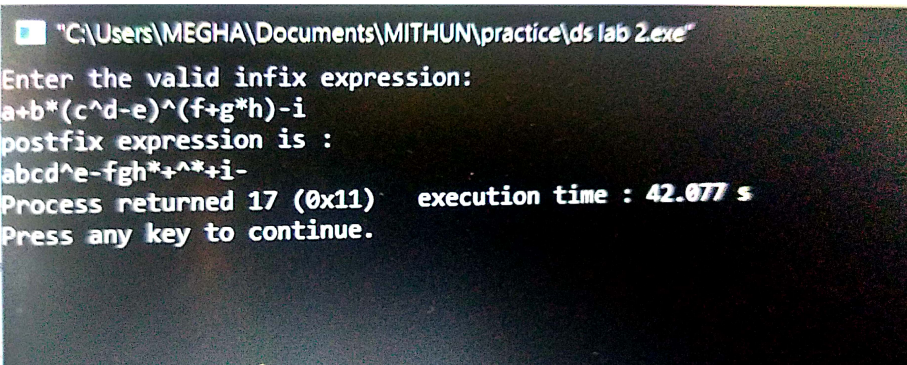 "C:\Users\MEGHA\Documents\MITHUN\practice\ds lab 2.exe"
Enter the valid infix expression:
a+b*(c^d-e)^(f+g*h)-i
postfix expression is :
abcd^e-fgh*+^*+i-
Process returned 17 (0x11)   execution time : 42.077 s
Press any key to continue.